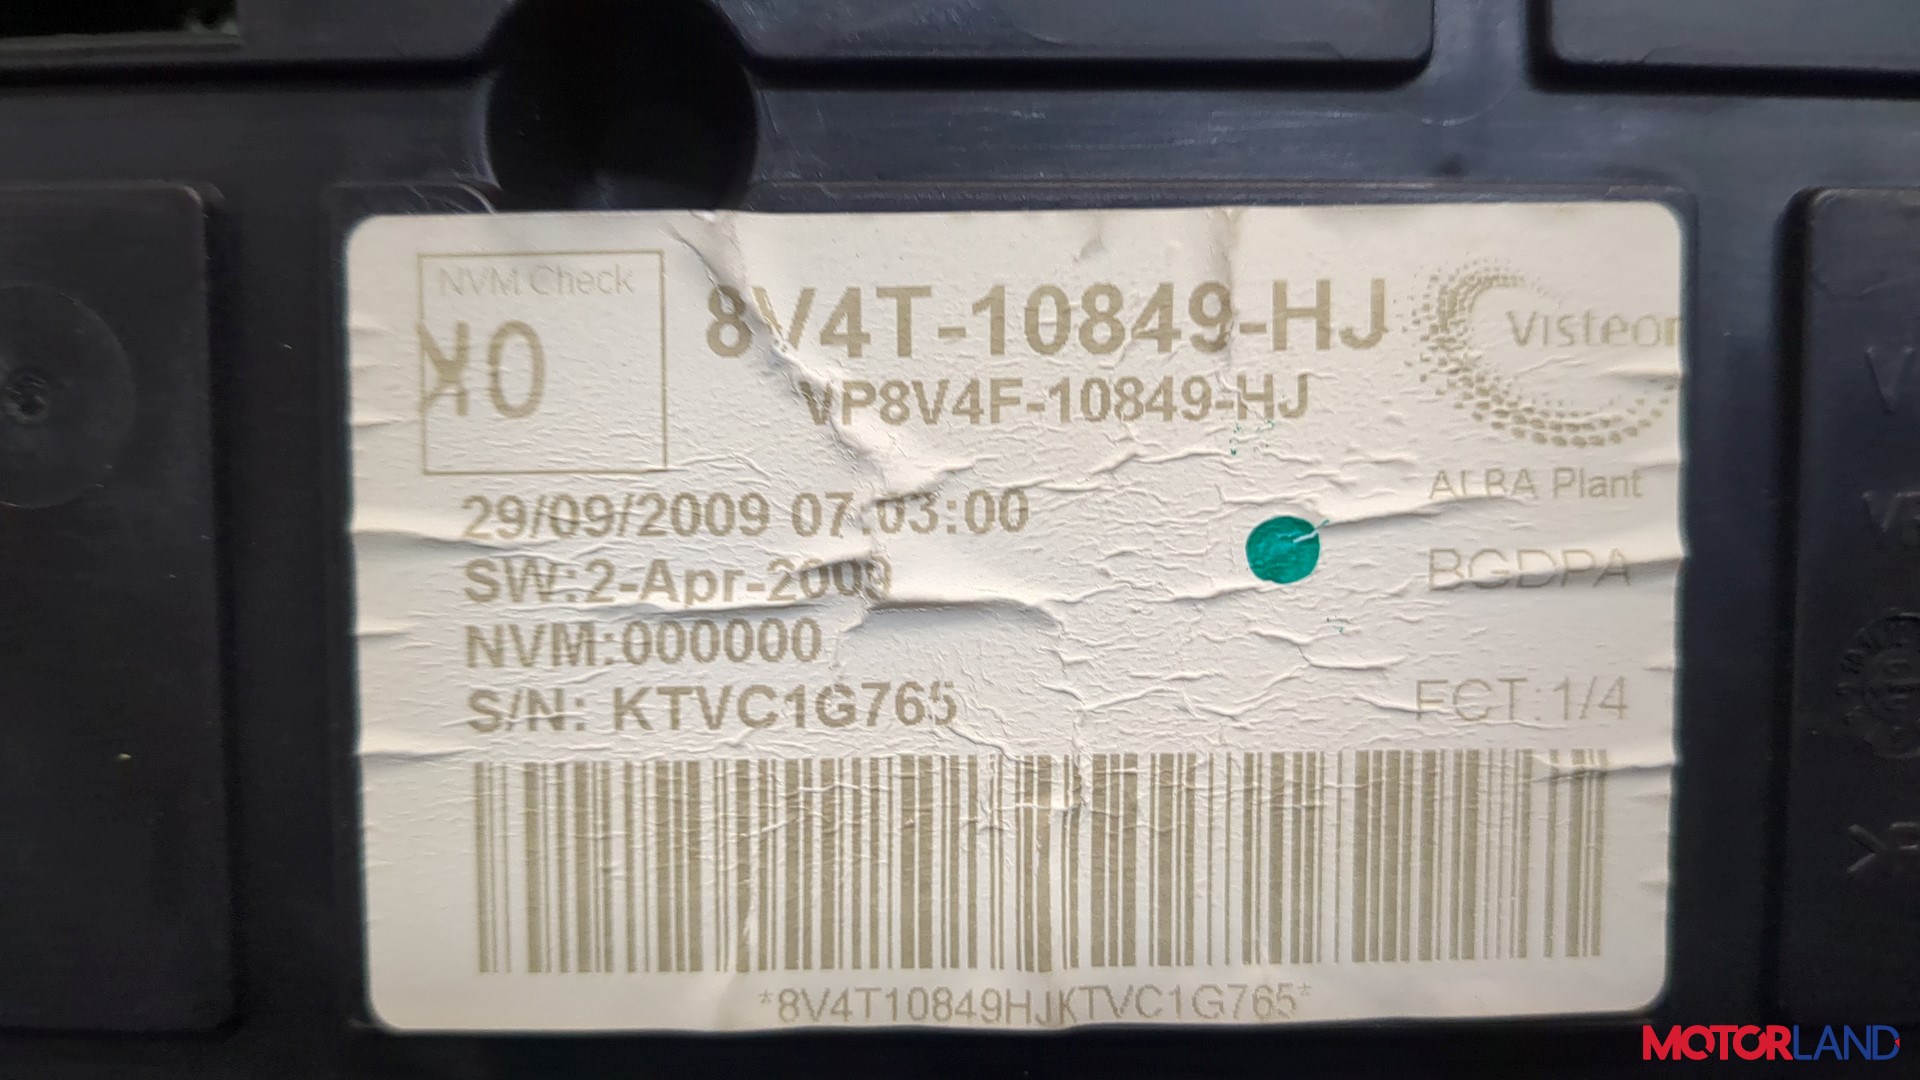 NVM Check
OK
8V4T-10849-HJ
VP8V4F-10849-HJ
Visteon
ALBA Plant
29/09/2009 07:03:00
BGDPA
SW:2-Apr-2009
NVM:000000
S/N: KTVC1G765
FCT:1/4
*8V4T10849HJKTVC1G765*
MOTORLAND